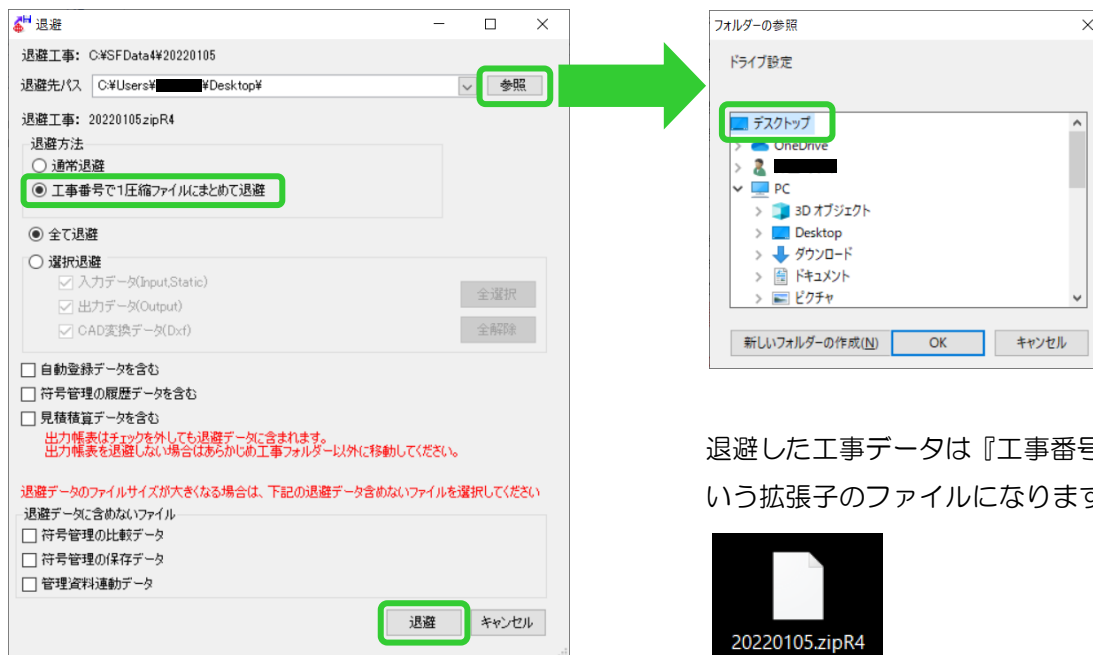 退避
退避工事: C:¥SFData4¥20220105
退避先パス C:¥Users¥ ¥Desktop¥ 参照
退避工事: 20220105.zipR4
退避方法
通常退避
工事番号で1圧縮ファイルにまとめて退避
全て退避
選択退避
入力データ(Input,Static)
出力データ(Output)
CAD変換データ(Dxf)
全選択
全解除
自動登録データを含む
符号管理の履歴データを含む
見積積算データを含む
出力帳表はチェックを外しても退避データに含まれます。
出力帳表を退避しない場合はあらかじめ工事フォルダー以外に移動してください。
退避データのファイルサイズが大きくなる場合は、下記の退避データ含めないファイルを選択してください
退避データに含めないファイル
符号管理の比較データ
符号管理の保存データ
管理資料連動データ
退避 キャンセル
フォルダーの参照
ドライブ設定
デスクトップ
OneDrive
PC
3D オブジェクト
Desktop
ダウンロード
ドキュメント
ピクチャ
新しいフォルダーの作成(N) OK キャンセル
退避した工事データは『工事番号
いう拡張子のファイルになります
20220105.zipR4